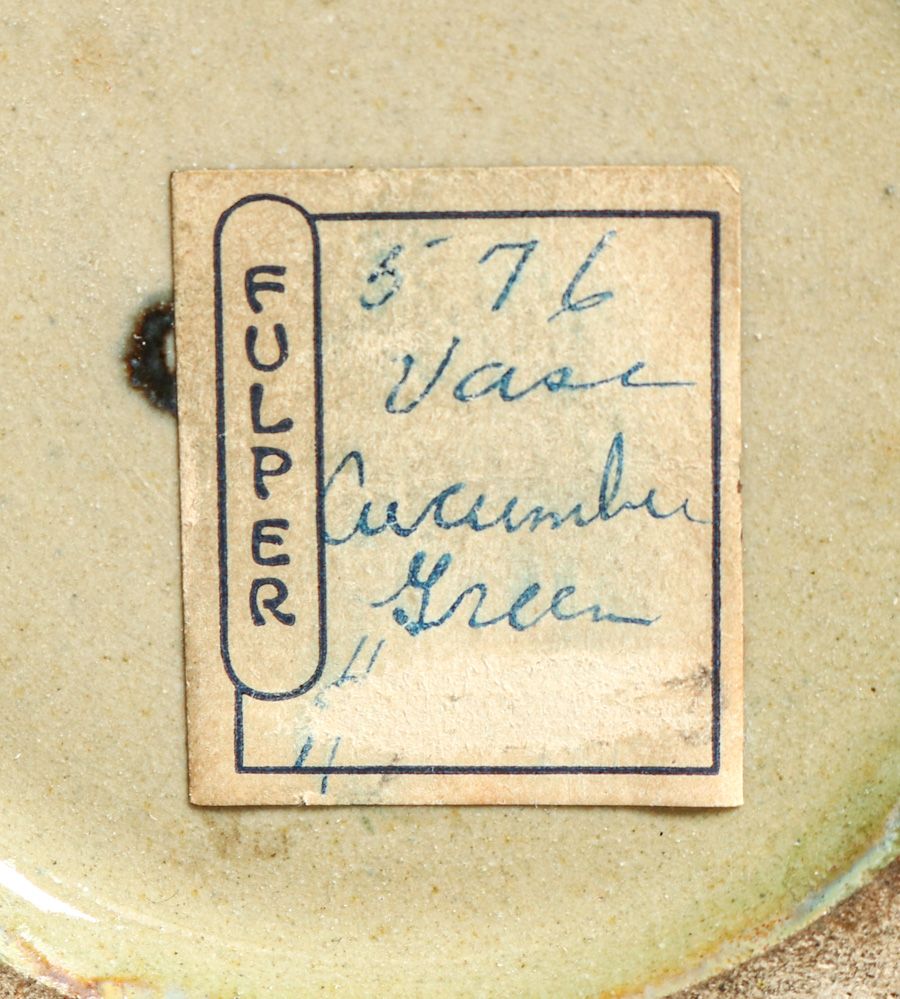 FULPER
576
Vase
Cucumber
Green